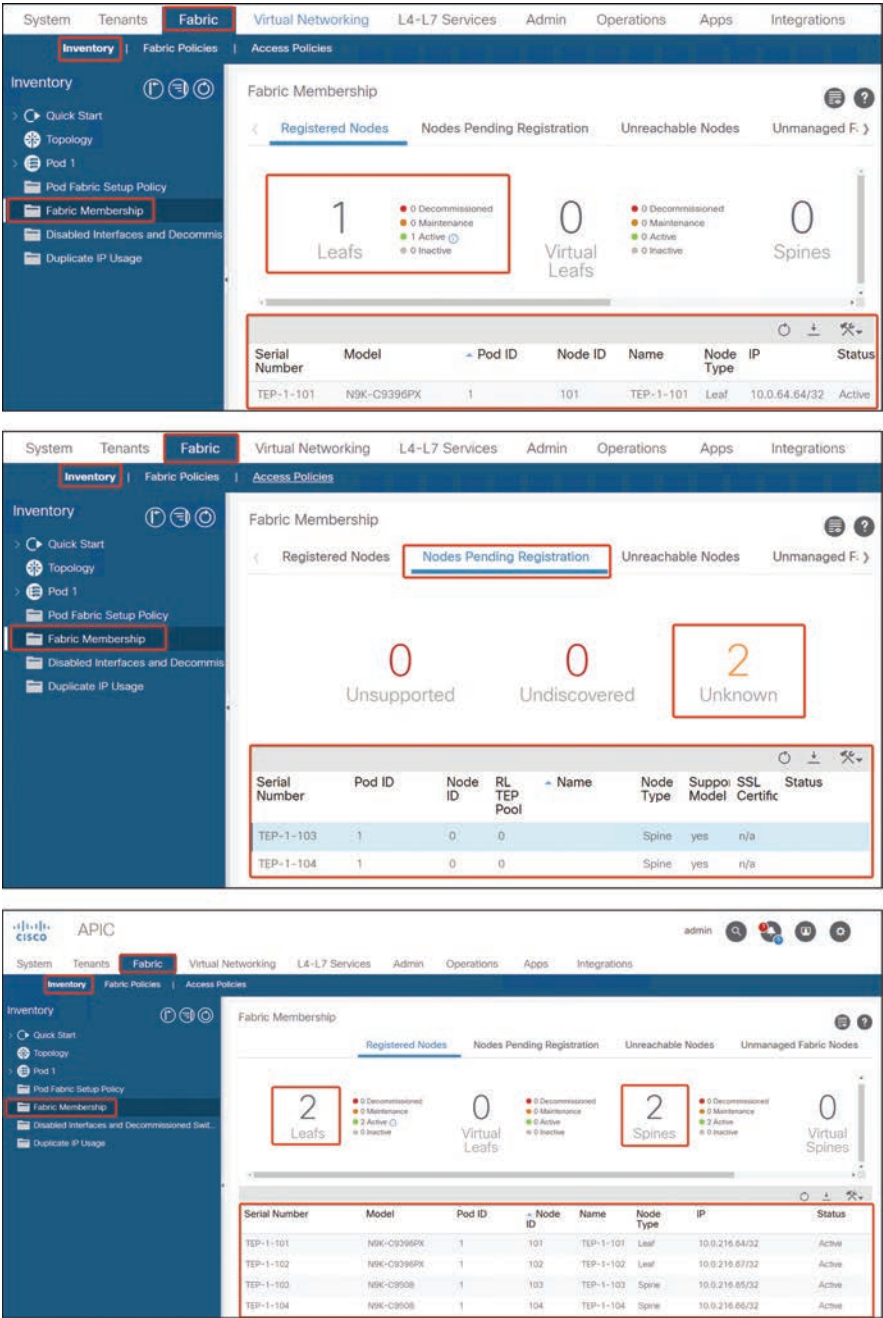 System Tenants Fabric Virtual Networking L4-L7 Services Admin Operations Apps Integrations
Inventory | Fabric Policies | Access Policies
Inventory
Quick Start
Topology
Pod 1
Pod Fabric Setup Policy
Fabric Membership
Disabled Interfaces and Decommis
Duplicate IP Usage
Fabric Membership
Registered Nodes Nodes Pending Registration Unreachable Nodes Unmanaged F
1
Leafs
0 Decommissioned
0 Maintenance
1 Active
0 Inactive
0
Virtual
Leafs
0 Decommissioned
0 Maintenance
0 Active
0 Inactive
0
Spines
Serial Number Model Pod ID Node ID Name Node Type IP Status
TEP-1-101 N9K-C9396PX 1 101 TEP-1-101 Leaf 10.0.64.64/32 Active
System Tenants Fabric Virtual Networking L4-L7 Services Admin Operations Apps Integrations
Inventory | Fabric Policies | Access Policies
Inventory
Quick Start
Topology
Pod 1
Pod Fabric Setup Policy
Fabric Membership
Disabled Interfaces and Decommis
Duplicate IP Usage
Fabric Membership
Registered Nodes Nodes Pending Registration Unreachable Nodes Unmanaged F
0
Unsupported
0
Undiscovered
2
Unknown
Serial Number Pod ID Node ID RL TEP Pool Name Node Type Suppo Model SSL Certific Status
TEP-1-103 1 0 0 Spine yes n/a
TEP-1-104 1 0 0 Spine yes n/a
CISCO APIC admin
System Tenants Fabric Virtual Networking L4-L7 Services Admin Operations Apps Integrations
Inventory Fabric Policies | Access Policies
Inventory
Quick Start
Topology
Pod 1
Pod Fabric Setup Policy
Fabric Membership
Disabled Interfaces and Decommissioned Swit...
Duplicate IP Usage
Fabric Membership
Registered Nodes Nodes Pending Registration Unreachable Nodes Unmanaged Fabric Nodes
2
Leafs
0 Decommissioned
0 Maintenance
2 Active
0 Inactive
0
Virtual
Leafs
0 Decommissioned
0 Maintenance
0 Active
0 Inactive
2
Spines
0 Decommissioned
0 Maintenance
2 Active
0 Inactive
0
Virtual
Spines
Serial Number Model Pod ID Node ID Name Node Type IP Status
TEP-1-101 N9K-C9396PX 1 101 TEP-1-101 Leaf 10.0.216.64/32 Active
TEP-1-102 N9K-C9396PX 1 102 TEP-1-102 Leaf 10.0.216.67/32 Active
TEP-1-103 N9K-C9508 1 103 TEP-1-103 Spine 10.0.216.65/32 Active
TEP-1-104 N9K-C9508 1 104 TEP-1-104 Spine 10.0.216.66/32 Active